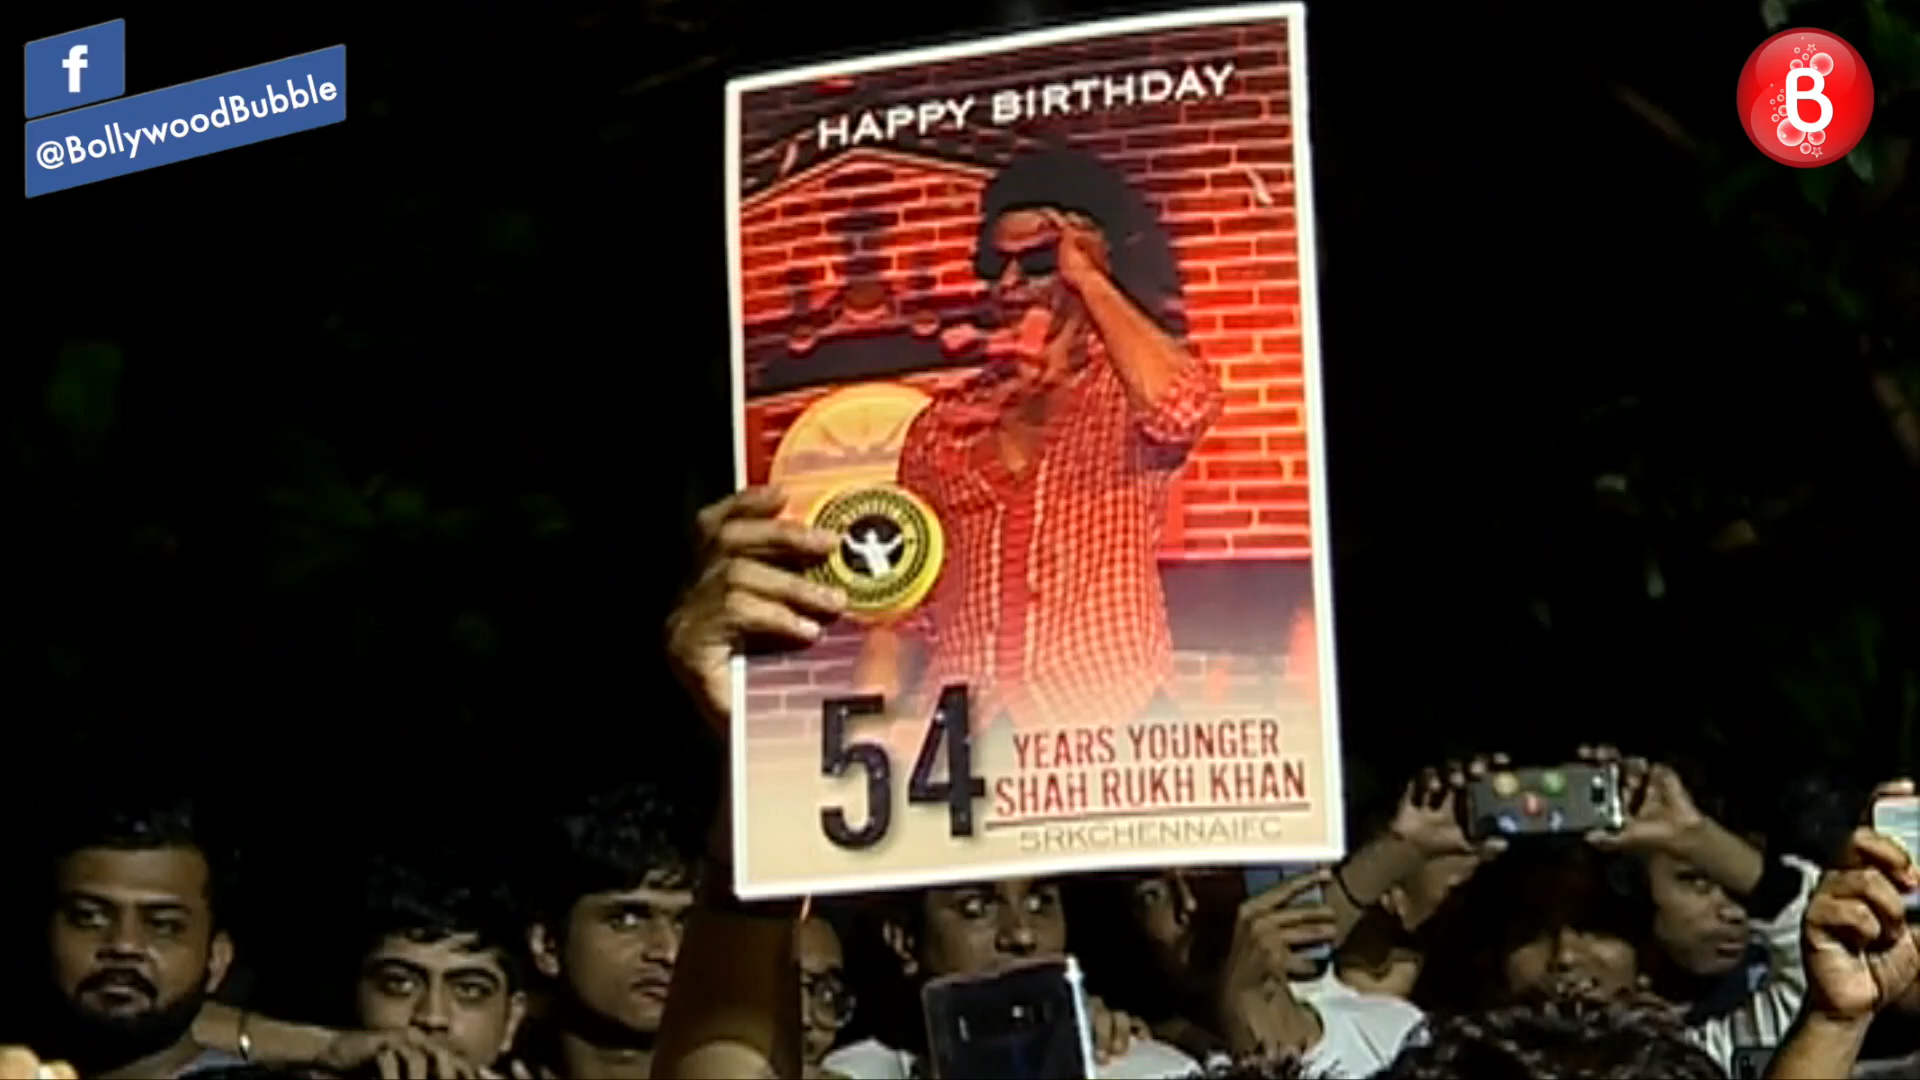 f
@BollywoodBubble
B
HAPPY BIRTHDAY
54
YEARS YOUNGER
SHAH RUKH KHAN
SRKCHENNAIFC